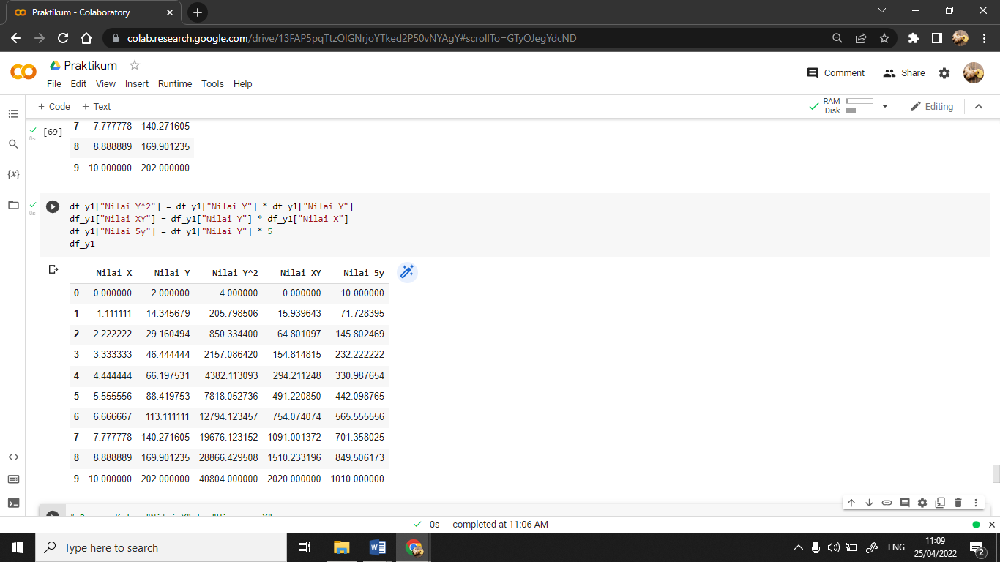 Praktikum - Colaboratory
colab.research.google.com/drive/13FAP5pqTtzQlGNrjoYTked2P50vNYAgY#scrollTo=GTyOJegYdcND
Praktikum
Comment Share
File Edit View Insert Runtime Tools Help
+ Code + Text
RAM
Disk
Editing
[69]
0s
7 7.777778 140.271605
8 8.888889 169.901235
9 10.000000 202.000000
{x}
0s
df_y1["Nilai Y^2"] = df_y1["Nilai Y"] * df_y1["Nilai Y"]
df_y1["Nilai XY"] = df_y1["Nilai Y"] * df_y1["Nilai X"]
df_y1["Nilai 5y"] = df_y1["Nilai Y"] * 5
df_y1
Nilai X Nilai Y Nilai Y^2 Nilai XY Nilai 5y
0 0.000000 2.000000 4.000000 0.000000 10.000000
1 1.111111 14.345679 205.798506 15.939643 71.728395
2 2.222222 29.160494 850.334400 64.801097 145.802469
3 3.333333 46.444444 2157.086420 154.814815 232.222222
4 4.444444 66.197531 4382.113093 294.211248 330.987654
5 5.555556 88.419753 7818.052736 491.220850 442.098765
6 6.666667 113.111111 12794.123457 754.074074 565.555556
7 7.777778 140.271605 19676.123152 1091.001372 701.358025
8 8.888889 169.901235 28866.429508 1510.233196 849.506173
9 10.000000 202.000000 40804.000000 2020.000000 1010.000000
0s completed at 11:06 AM
Type here to search
ENG
11:09
25/04/2022
2